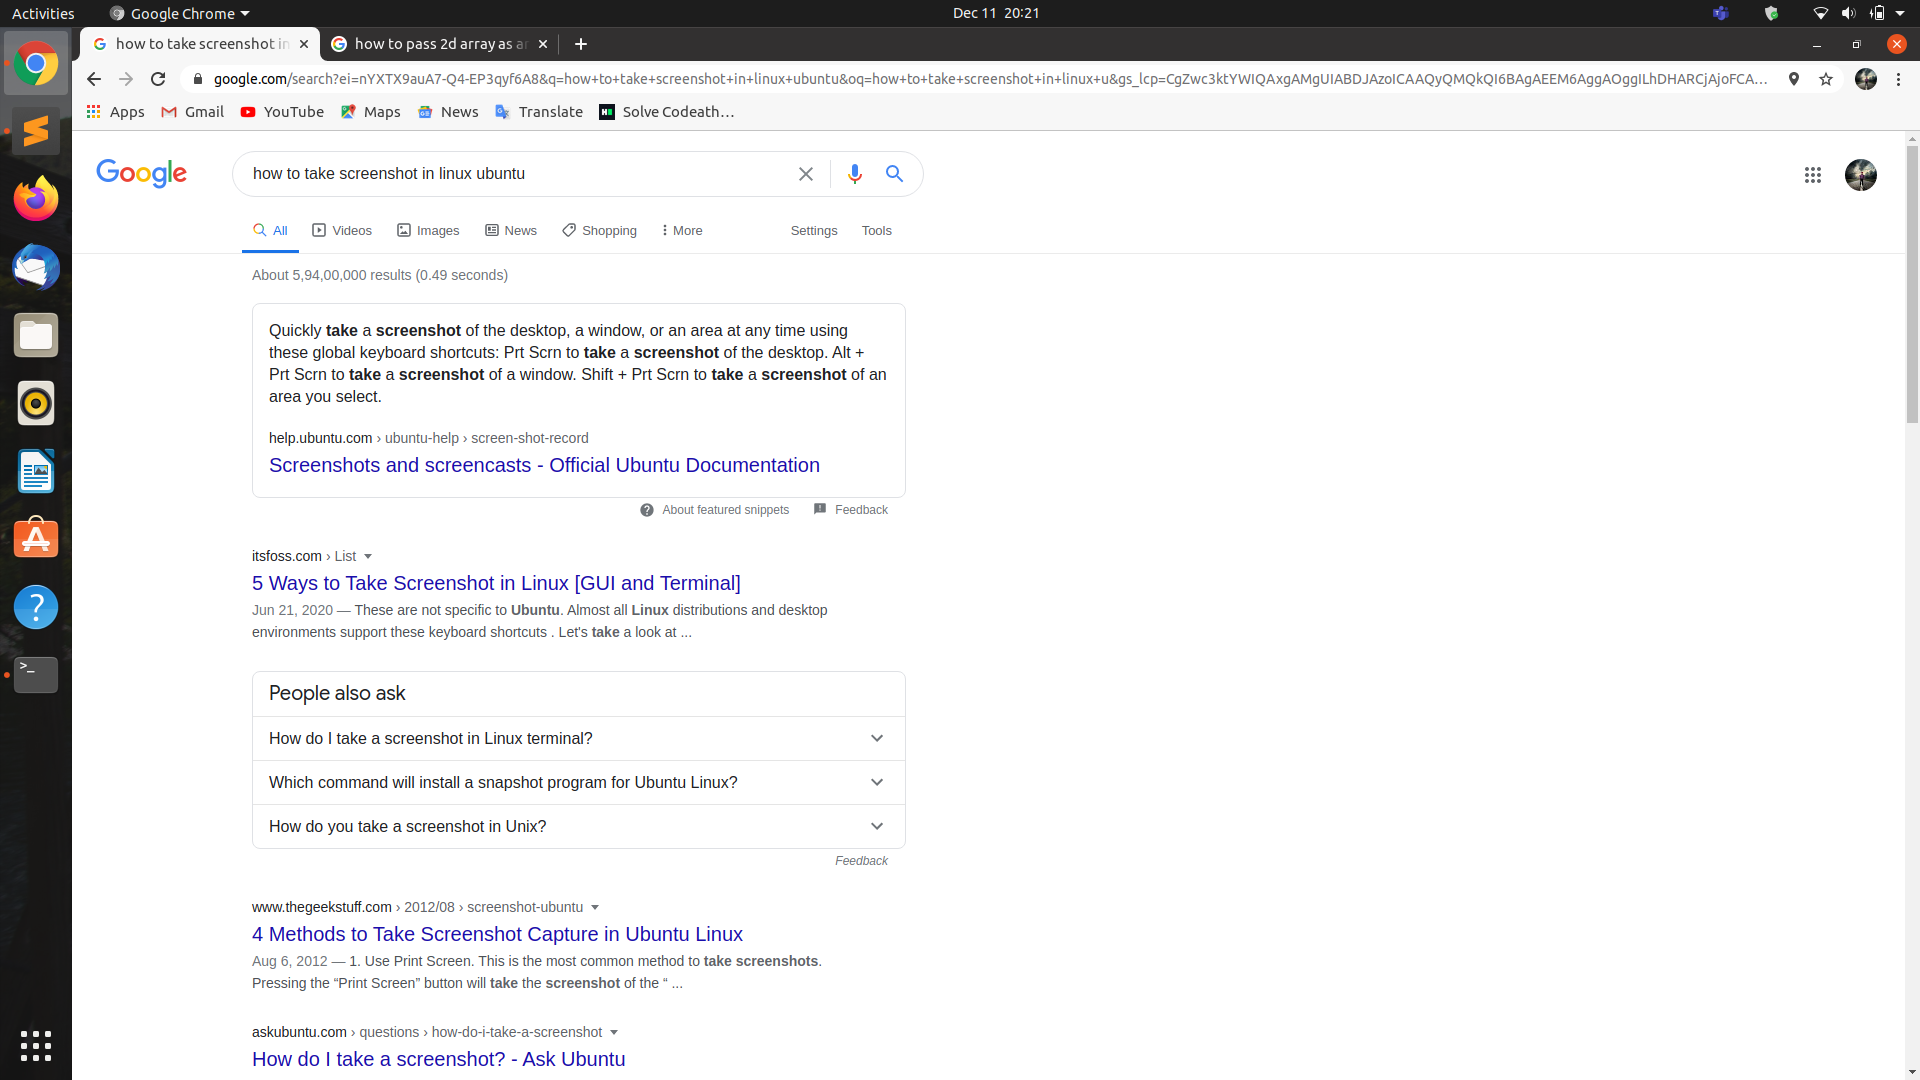 Activities
Google Chrome
Dec 11 20:21
how to take screenshot in
how to pass 2d array as ar
google.com/search?ei=nYXTX9auA7-Q4-EP3qyf6A8&q=how+to+take+screenshot+in+linux+ubuntu&oq=how+to+take+screenshot+in+linux+u&gs_lcp=CgZwc3ktYWIQAxgAMgUIABDJAzoICAAQyQMQkQI6BAgAEEM6AggAOggILhDHARCjAjoFCA…
Apps
Gmail
YouTube
Maps
News
Translate
Solve Codeath…
Google
how to take screenshot in linux ubuntu
All
Videos
Images
News
Shopping
More
Settings
Tools
About 5,94,00,000 results (0.49 seconds)
Quickly take a screenshot of the desktop, a window, or an area at any time using
these global keyboard shortcuts: Prt Scrn to take a screenshot of the desktop. Alt +
Prt Scrn to take a screenshot of a window. Shift + Prt Scrn to take a screenshot of an
area you select.
help.ubuntu.com › ubuntu-help › screen-shot-record
Screenshots and screencasts - Official Ubuntu Documentation
About featured snippets
Feedback
itsfoss.com › List
5 Ways to Take Screenshot in Linux [GUI and Terminal]
Jun 21, 2020 — These are not specific to Ubuntu. Almost all Linux distributions and desktop
environments support these keyboard shortcuts . Let's take a look at ...
People also ask
How do I take a screenshot in Linux terminal?
Which command will install a snapshot program for Ubuntu Linux?
How do you take a screenshot in Unix?
Feedback
www.thegeekstuff.com › 2012/08 › screenshot-ubuntu
4 Methods to Take Screenshot Capture in Ubuntu Linux
Aug 6, 2012 — 1. Use Print Screen. This is the most common method to take screenshots.
Pressing the “Print Screen” button will take the screenshot of the “ ...
askubuntu.com › questions › how-do-i-take-a-screenshot
How do I take a screenshot? - Ask Ubuntu